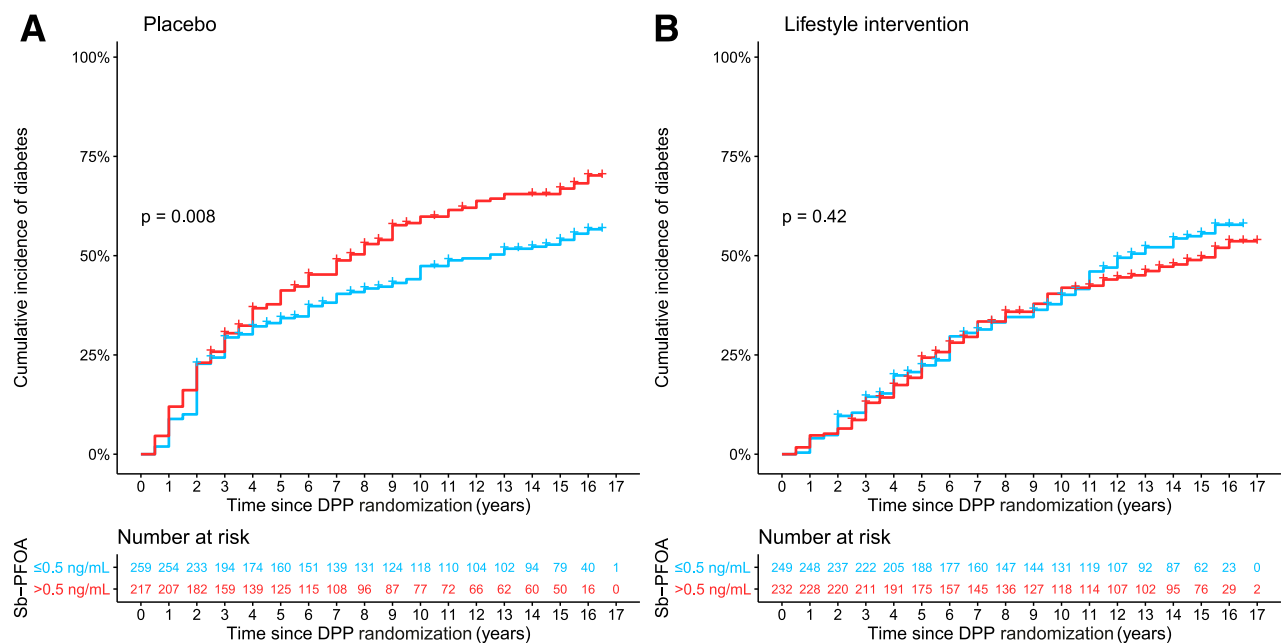 A
Placebo
100%
75%
50%
25%
0%
Cumulative incidence of diabetes
p = 0.008
0 1 2 3 4 5 6 7 8 9 10 11 12 13 14 15 16 17
Time since DPP randomization (years)
Number at risk
Sb−PFOA
≤0.5 ng/mL 259 254 233 194 174 160 151 139 131 124 118 110 104 102 94 79 40 1
>0.5 ng/mL 217 207 182 159 139 125 115 108 96 87 77 72 66 62 60 50 16 0
0 1 2 3 4 5 6 7 8 9 10 11 12 13 14 15 16 17
Time since DPP randomization (years)
B
Lifestyle intervention
100%
75%
50%
25%
0%
Cumulative incidence of diabetes
p = 0.42
0 1 2 3 4 5 6 7 8 9 10 11 12 13 14 15 16 17
Time since DPP randomization (years)
Number at risk
Sb−PFOA
≤0.5 ng/mL 249 248 237 222 205 188 177 160 147 144 131 119 107 92 87 62 23 0
>0.5 ng/mL 232 228 220 211 191 175 157 145 136 127 118 114 107 102 95 76 29 2
0 1 2 3 4 5 6 7 8 9 10 11 12 13 14 15 16 17
Time since DPP randomization (years)